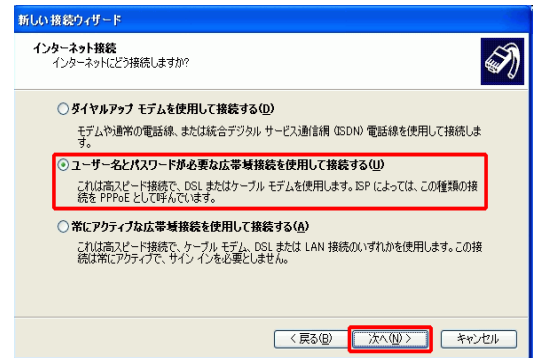 新しい接続ウィザード
インターネット接続
インターネットにどう接続しますか?
ダイヤルアップ モデムを使用して接続する(D)
モデムや通常の電話線、または統合デジタル サービス通信網 (ISDN) 電話線を使用して接続しま
す。
ユーザー名とパスワードが必要な広帯域接続を使用して接続する(U)
これは高スピード接続で、DSL またはケーブル モデムを使用します。ISP によっては、この種類の接
続を PPPoE として呼んでいます。
常にアクティブな広帯域接続を使用して接続する(A)
これは高スピード接続で、ケーブル モデム、DSL または LAN 接続のいずれかを使用します。この接
続は常にアクティブで、サイン インを必要としません。
< 戻る(B)
次へ(N) >
キャンセル